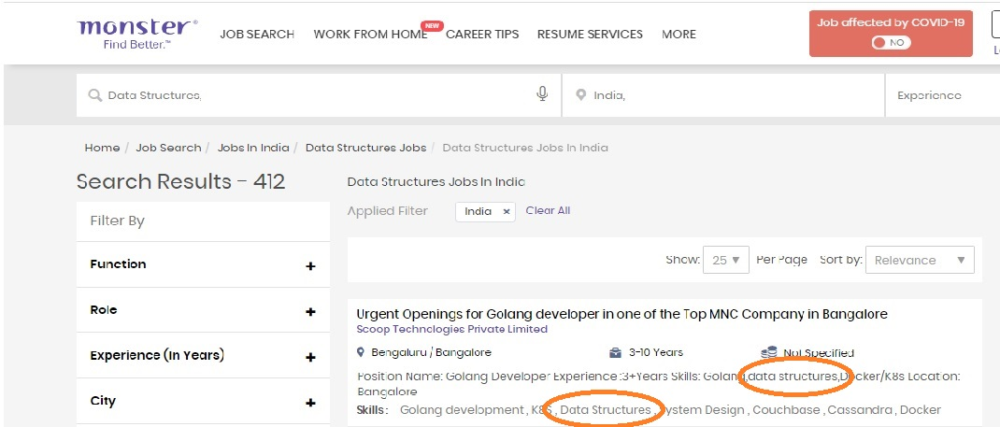 monster
Find Better.™
JOB SEARCH WORK FROM HOME NEW CAREER TIPS RESUME SERVICES MORE
Job affected by COVID-19
NO
Data Structures, India, Experience
Home / Job Search / Jobs In India / Data Structures Jobs / Data Structures Jobs In India
Search Results - 412
Data Structures Jobs In India
Applied Filter India × Clear All
Filter By
Function +
Role +
Experience (In Years) +
City +
Show: 25 ▼ Per Page Sort by: Relevance ▼
Urgent Openings for Golang developer in one of the Top MNC Company in Bangalore
Scoop Technologies Private Limited
Bengaluru / Bangalore 3-10 Years Not Specified
Position Name: Golang Developer Experience :3+Years Skills: Golang,data structures,Docker/K8s Location:
Bangalore
Skills: Golang development , K8S , Data Structures , System Design , Couchbase , Cassandra , Docker